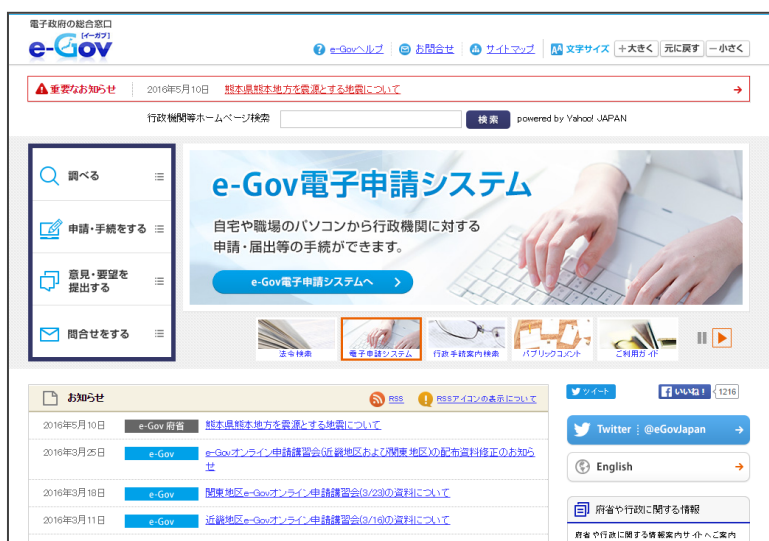 電子政府の総合窓口
[イーガブ]
e-Gov
e-Govヘルプ お問合せ サイトマップ 文字サイズ +大きく 元に戻す -小さく
重要なお知らせ 2016年5月10日 熊本県熊本地方を震源とする地震について
行政機関等ホームページ検索 検索 powered by Yahoo! JAPAN
調べる
申請・手続をする
意見・要望を
提出する
問合せをする
e-Gov電子申請システム
自宅や職場のパソコンから行政機関に対する
申請・届出等の手続ができます。
e-Gov電子申請システムへ
法令検索 電子申請システム 行政手続案内検索 パブリックコメント ご利用ガイド
お知らせ RSS RSSアイコンの表示について
2016年5月10日 e-Gov 府省 熊本県熊本地方を震源とする地震について
2016年3月25日 e-Gov e-Govオンライン申請講習会(近畿地区および関東地区)の配布資料修正のお知ら
せ
2016年3月18日 e-Gov 関東地区e-Govオンライン申請講習会(3/23)の資料について
2016年3月11日 e-Gov 近畿地区e-Govオンライン申請講習会(3/16)の資料について
ツイート いいね! 1216
Twitter : @eGovJapan
English
府省や行政に関する情報
府省や行政に関する情報案内サイトへご案内